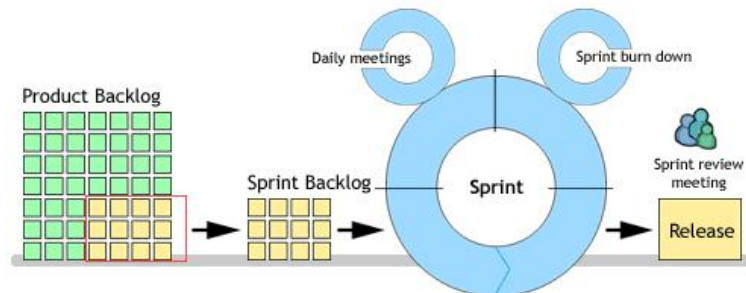 Daily meetings
Sprint burn down
Product Backlog
Sprint Backlog
Sprint
Sprint review
meeting
Release